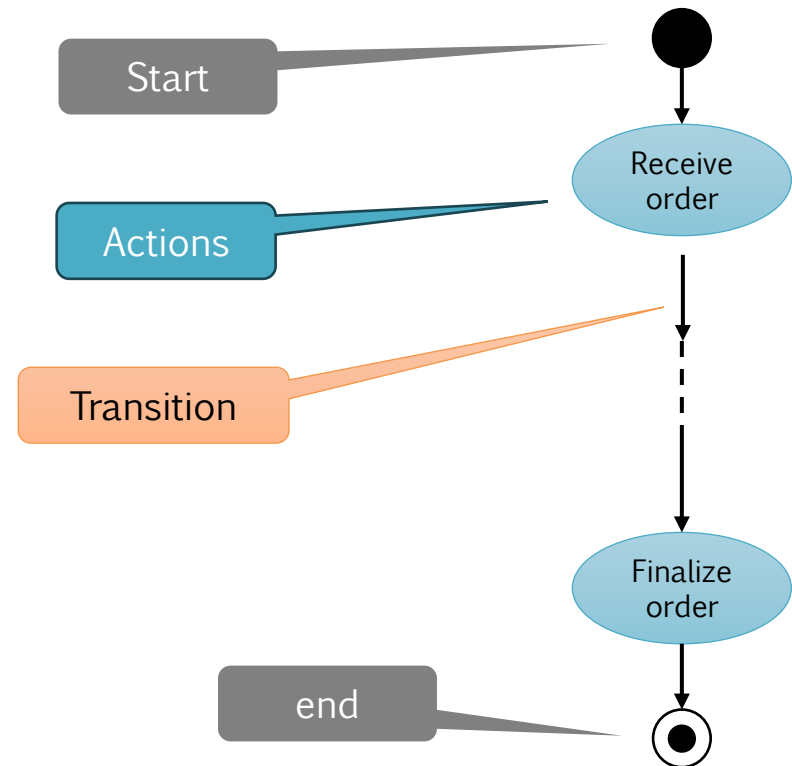 Start
Receive
order
Actions
Transition
Finalize
order
end